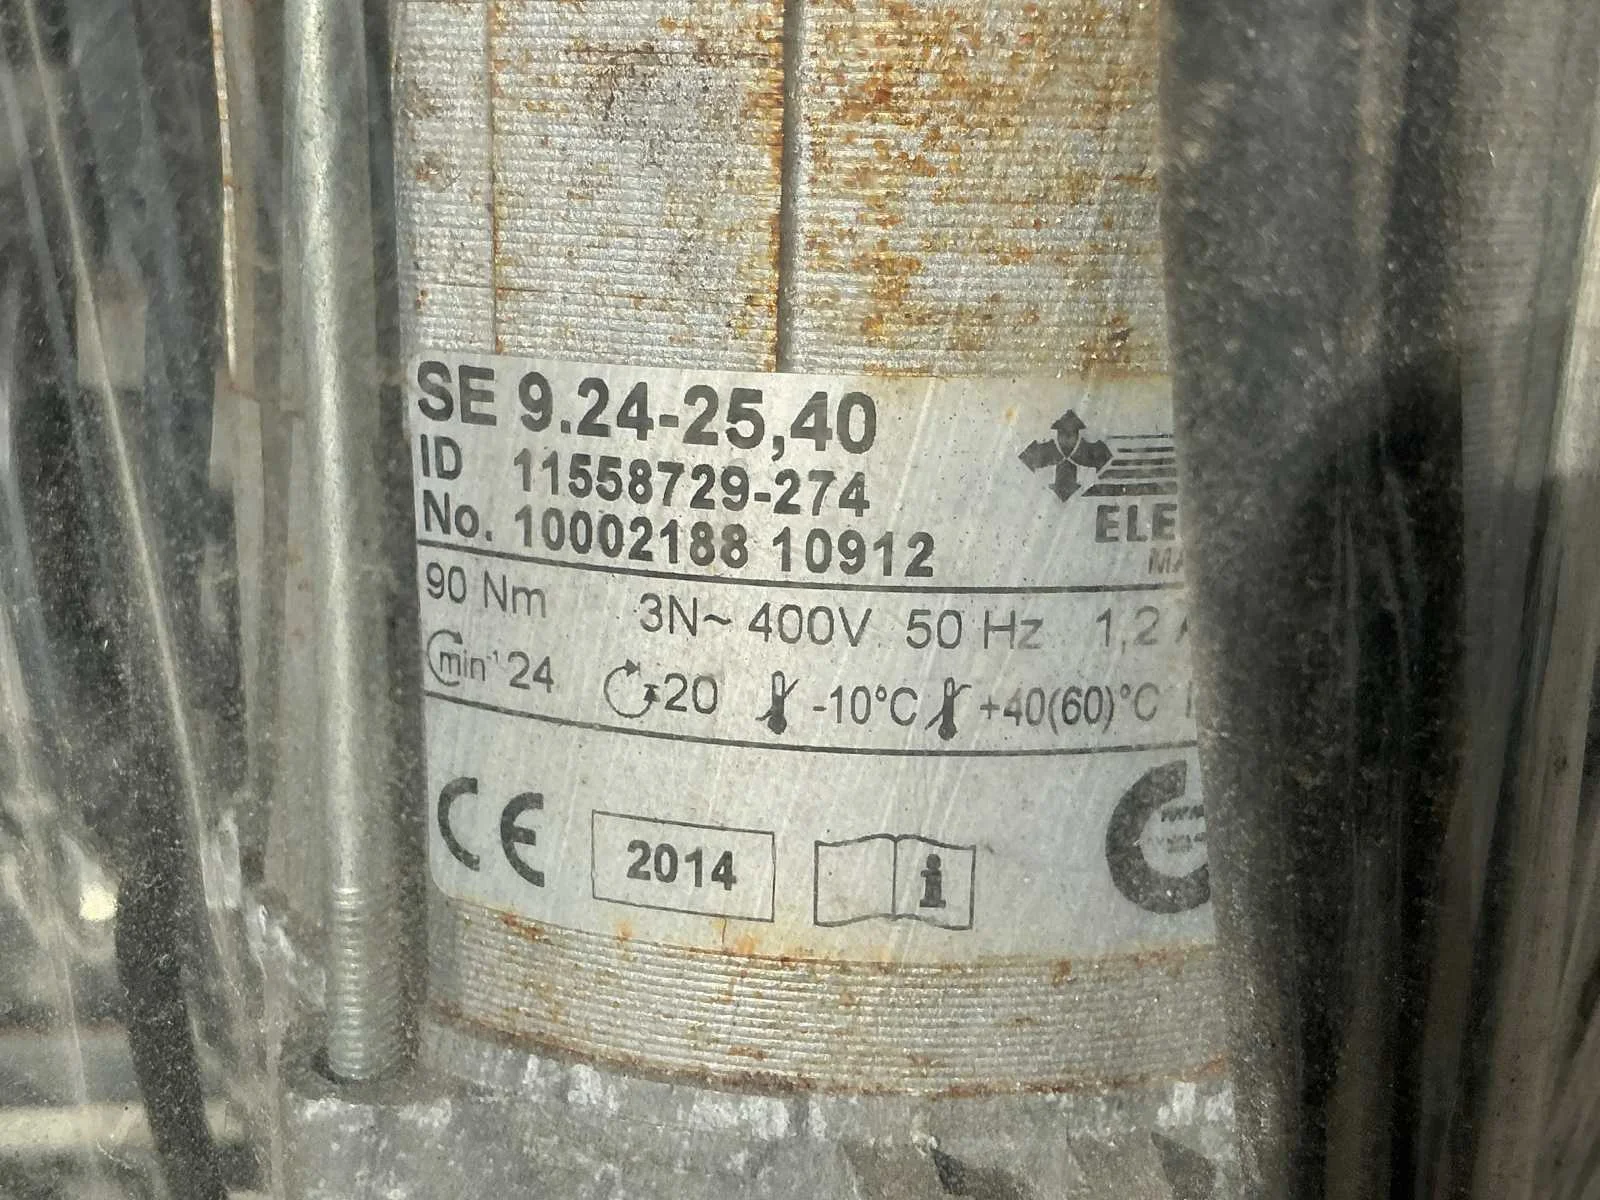 SE 9.24-25,40
ID 11558729-274
No. 10002188 10912
ELE
MA
90 Nm 3N~ 400V 50 Hz 1,2
min⁻¹ 24 20 -10°C +40(60)°C
CE 2014 i